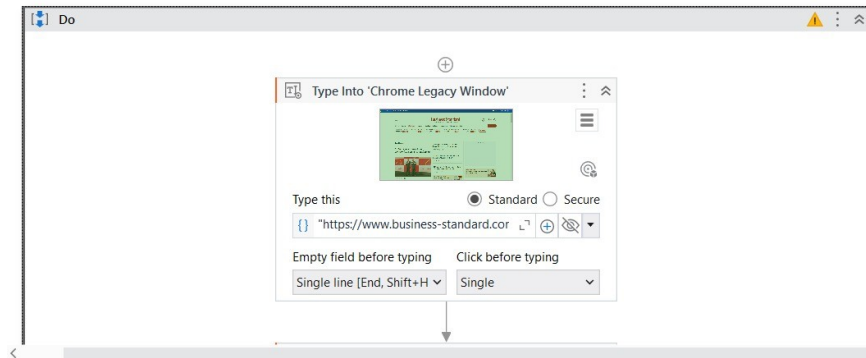 Do
Type Into 'Chrome Legacy Window'
Type this
Standard
Secure
{} "https://www.business-standard.cor
Empty field before typing
Click before typing
Single line [End, Shift+H
Single